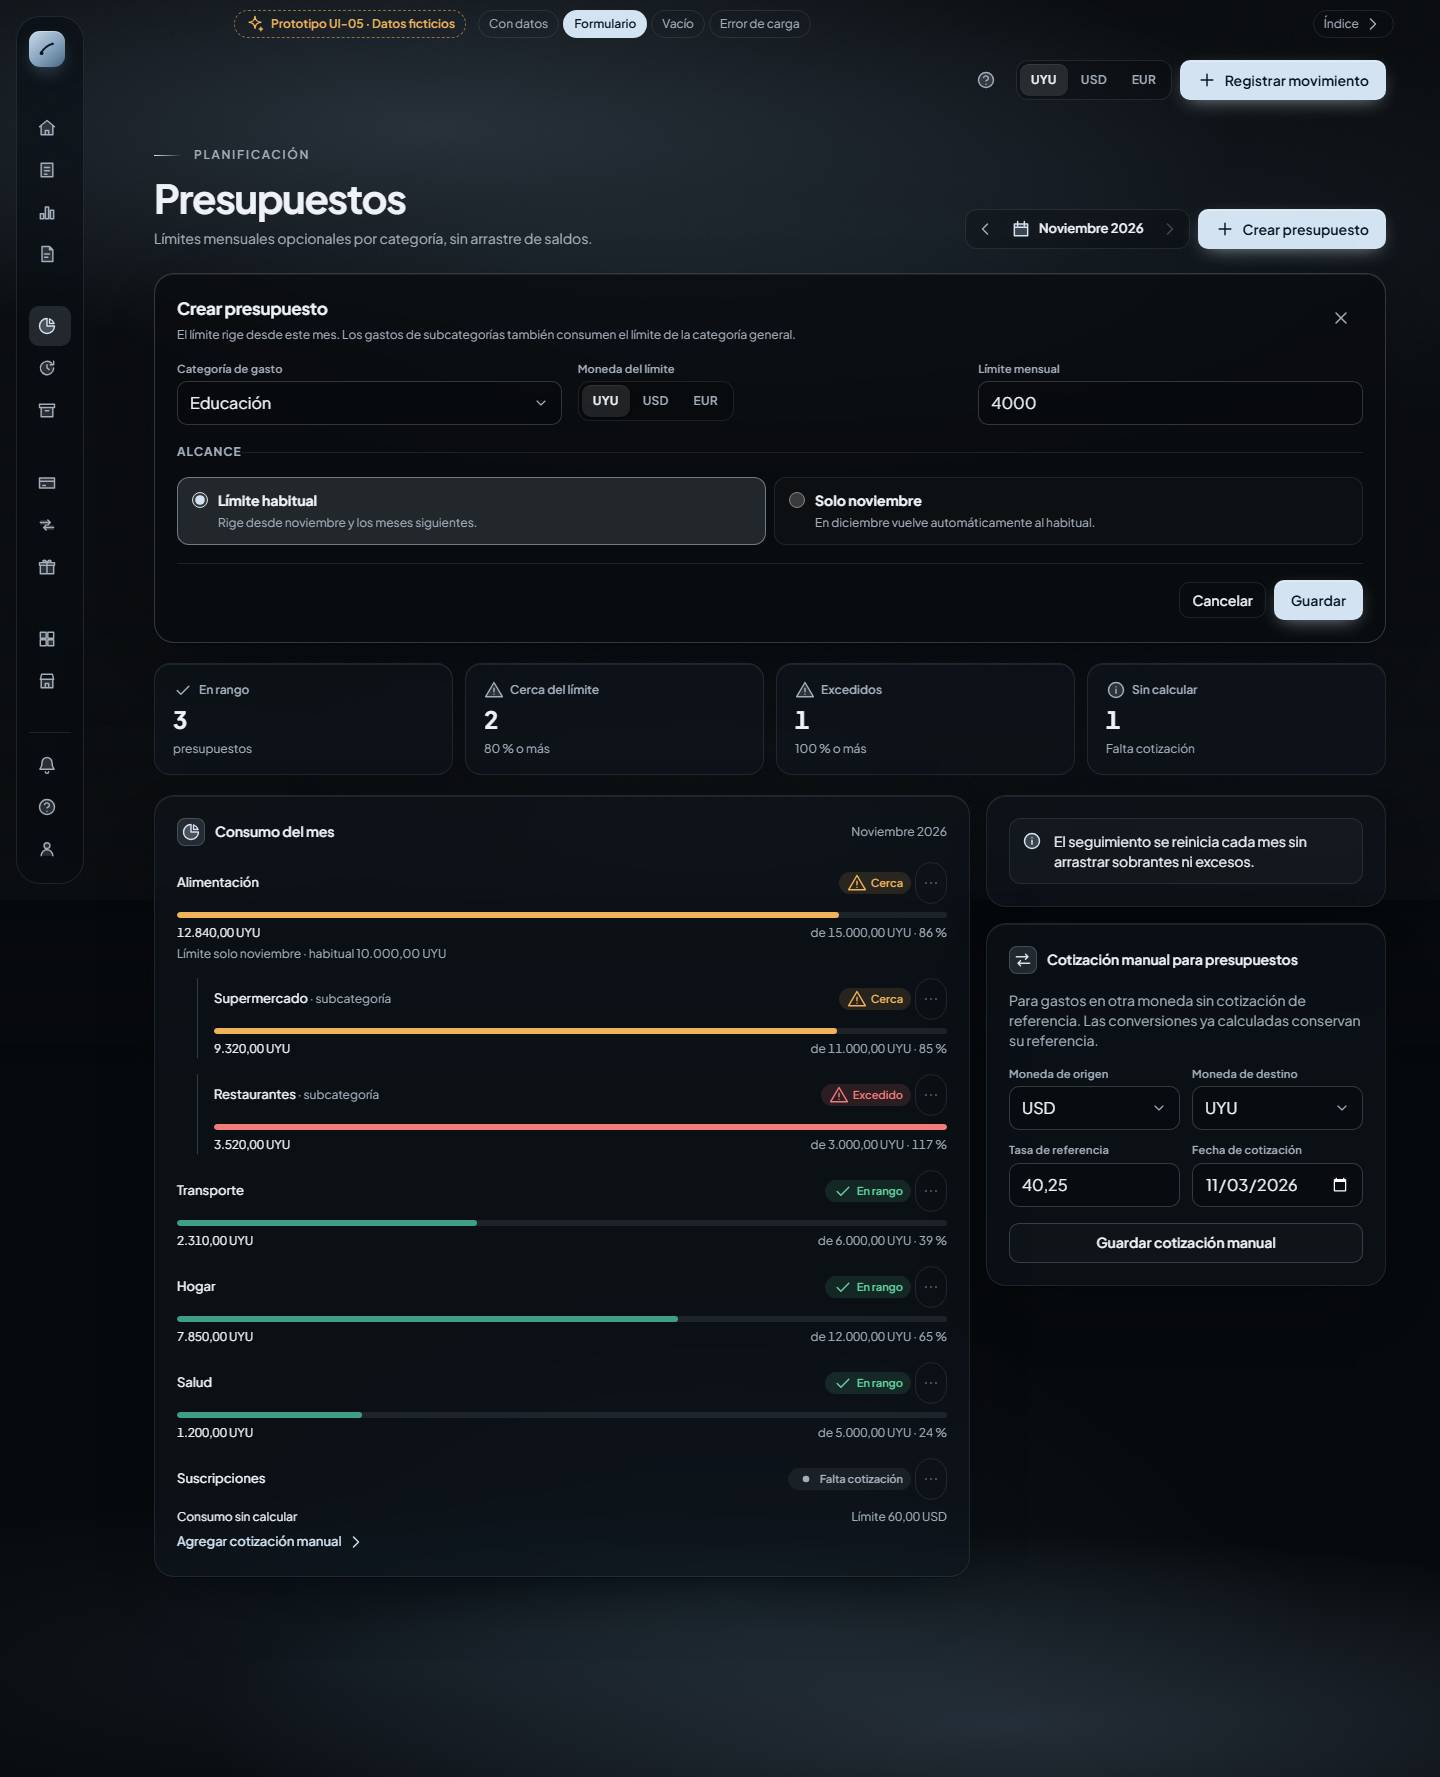 Prototipo UI-05 · Datos ficticios
Con datos
Formulario
Vacío
Error de carga
Índice
UYU
USD
EUR
Registrar movimiento
PLANIFICACIÓN
Presupuestos
Límites mensuales opcionales por categoría, sin arrastre de saldos.
Noviembre 2026
Crear presupuesto
Crear presupuesto
El límite rige desde este mes. Los gastos de subcategorías también consumen el límite de la categoría general.
Categoría de gasto
Moneda del límite
Límite mensual
Educación
UYU
USD
EUR
4000
ALCANCE
Límite habitual
Rige desde noviembre y los meses siguientes.
Solo noviembre
En diciembre vuelve automáticamente al habitual.
Cancelar
Guardar
En rango
3
presupuestos
Cerca del límite
2
80 % o más
Excedidos
1
100 % o más
Sin calcular
1
Falta cotización
Consumo del mes
Noviembre 2026
Alimentación
Cerca
12.840,00 UYU
de 15.000,00 UYU · 86 %
Límite solo noviembre · habitual 10.000,00 UYU
Supermercado · subcategoría
Cerca
9.320,00 UYU
de 11.000,00 UYU · 85 %
Restaurantes · subcategoría
Excedido
3.520,00 UYU
de 3.000,00 UYU · 117 %
Transporte
En rango
2.310,00 UYU
de 6.000,00 UYU · 39 %
Hogar
En rango
7.850,00 UYU
de 12.000,00 UYU · 65 %
Salud
En rango
1.200,00 UYU
de 5.000,00 UYU · 24 %
Suscripciones
Falta cotización
Consumo sin calcular
Límite 60,00 USD
Agregar cotización manual
El seguimiento se reinicia cada mes sin
arrastrar sobrantes ni excesos.
Cotización manual para presupuestos
Para gastos en otra moneda sin cotización de
referencia. Las conversiones ya calculadas conservan
su referencia.
Moneda de origen
Moneda de destino
USD
UYU
Tasa de referencia
Fecha de cotización
40,25
11/03/2026
Guardar cotización manual